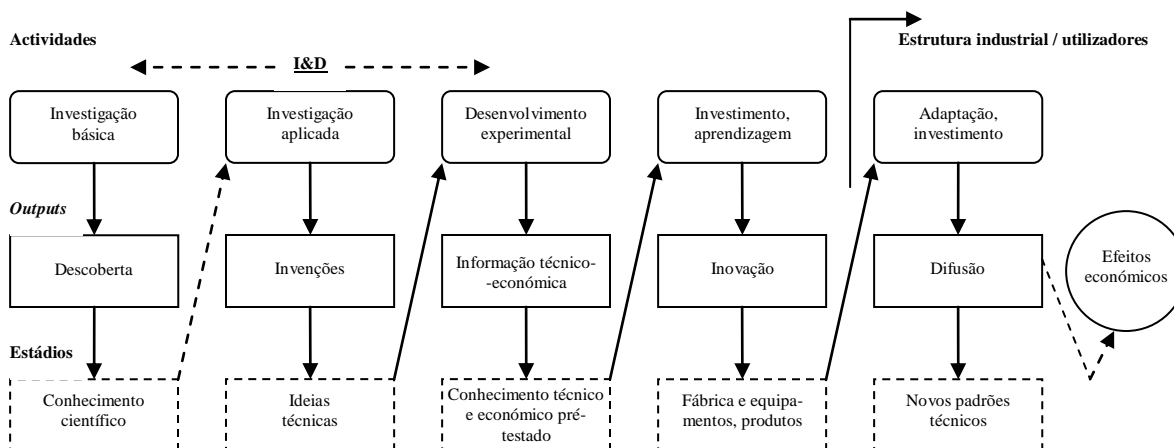 Actividades
Estrutura industrial / utilizadores
I&D
Investigação
básica
Investigação
aplicada
Desenvolvimento
experimental
Investimento,
aprendizagem
Adaptação,
investimento
Outputs
Descoberta
Invenções
Informação técnico-
-económica
Inovação
Difusão
Efeitos
económicos
Estádios
Conhecimento
científico
Ideias
técnicas
Conhecimento técnico
e económico pré-
testado
Fábrica e equipa-
mentos, produtos
Novos padrões
técnicos